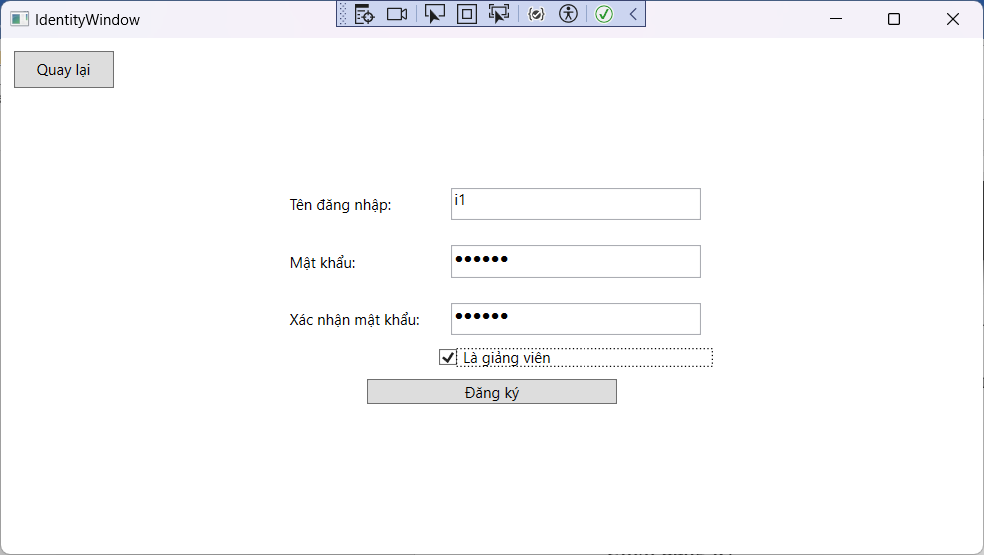 IdentityWindow
Quay lại
Tên đăng nhập: i1
Mật khẩu: ●●●●●●
Xác nhận mật khẩu: ●●●●●●
Là giảng viên
Đăng ký